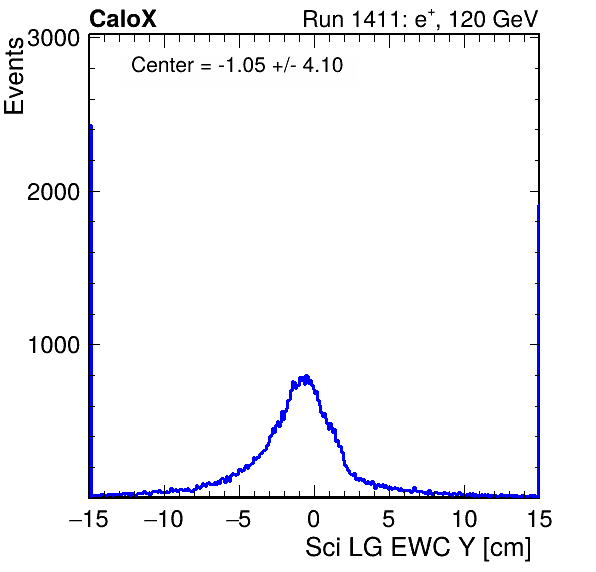 CaloX Run 1411: e⁺, 120 GeV
Events
3000
Center = -1.05 +/- 4.10
2000
1000
−15 −10 −5 0 5 10 15
Sci LG EWC Y [cm]